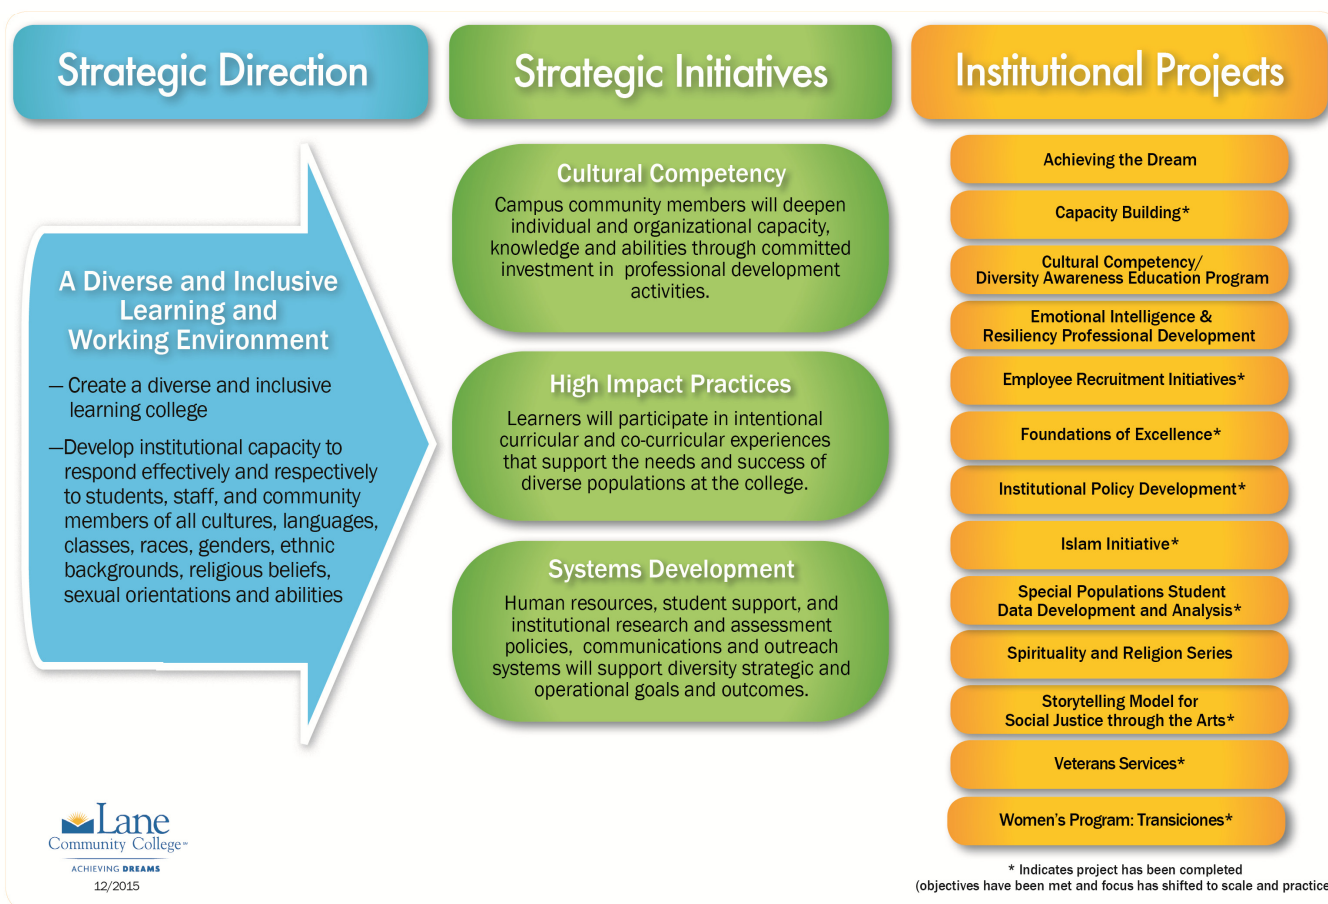 Strategic Direction
A Diverse and Inclusive
Learning and
Working Environment
— Create a diverse and inclusive
learning college
—Develop institutional capacity to
respond effectively and respectively
to students, staff, and community
members of all cultures, languages,
classes, races, genders, ethnic
backgrounds, religious beliefs,
sexual orientations and abilities
Strategic Initiatives
Cultural Competency
Campus community members will deepen
individual and organizational capacity,
knowledge and abilities through committed
investment in professional development
activities.
High Impact Practices
Learners will participate in intentional
curricular and co-curricular experiences
that support the needs and success of
diverse populations at the college.
Systems Development
Human resources, student support, and
institutional research and assessment
policies, communications and outreach
systems will support diversity strategic and
operational goals and outcomes.
Institutional Projects
Achieving the Dream
Capacity Building*
Cultural Competency/
Diversity Awareness Education Program
Emotional Intelligence &
Resiliency Professional Development
Employee Recruitment Initiatives*
Foundations of Excellence*
Institutional Policy Development*
Islam Initiative*
Special Populations Student
Data Development and Analysis*
Spirituality and Religion Series
Storytelling Model for
Social Justice through the Arts*
Veterans Services*
Women's Program: Transiciones*
* Indicates project has been completed
(objectives have been met and focus has shifted to scale and practice
Lane
Community College
ACHIEVING DREAMS
12/2015